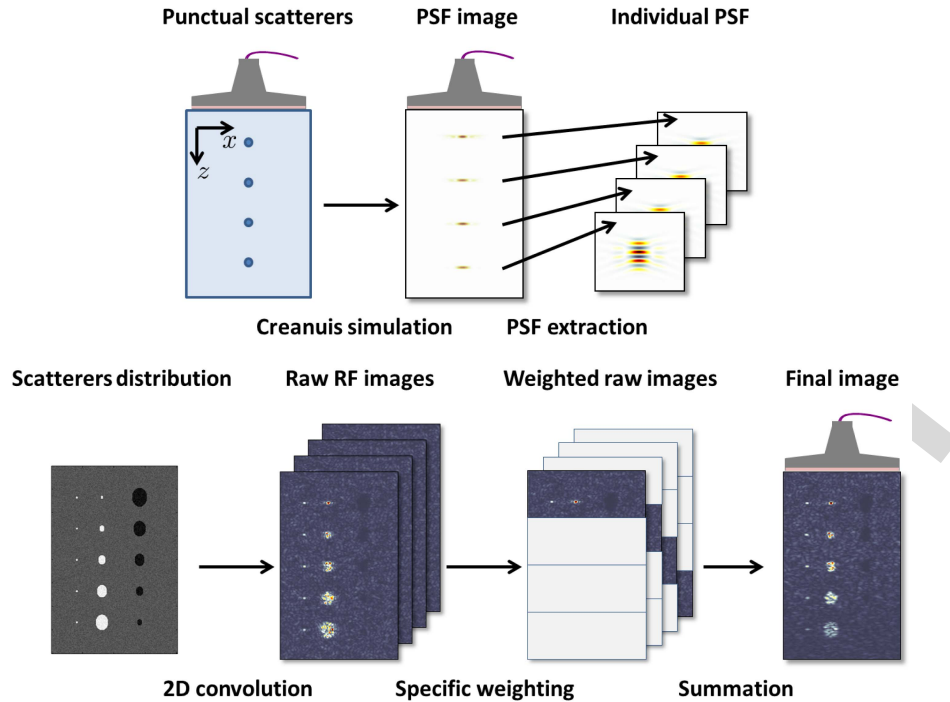 Punctual scatterers
PSF image
Individual PSF
x
z
Creanuis simulation
PSF extraction
Scatterers distribution
Raw RF images
Weighted raw images
Final image
2D convolution
Specific weighting
Summation